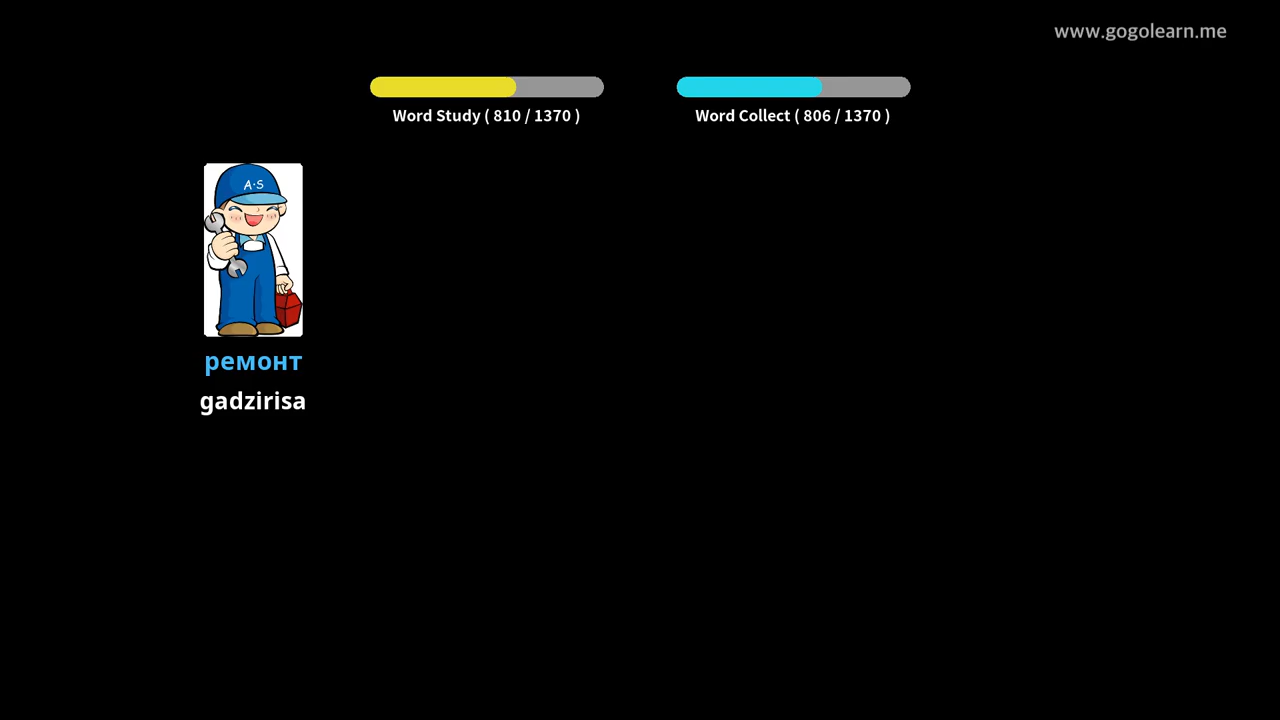 www.gogolearn.me
Word Study ( 810 / 1370 )
Word Collect ( 806 / 1370 )
A·S
ремонт
gadzirisa